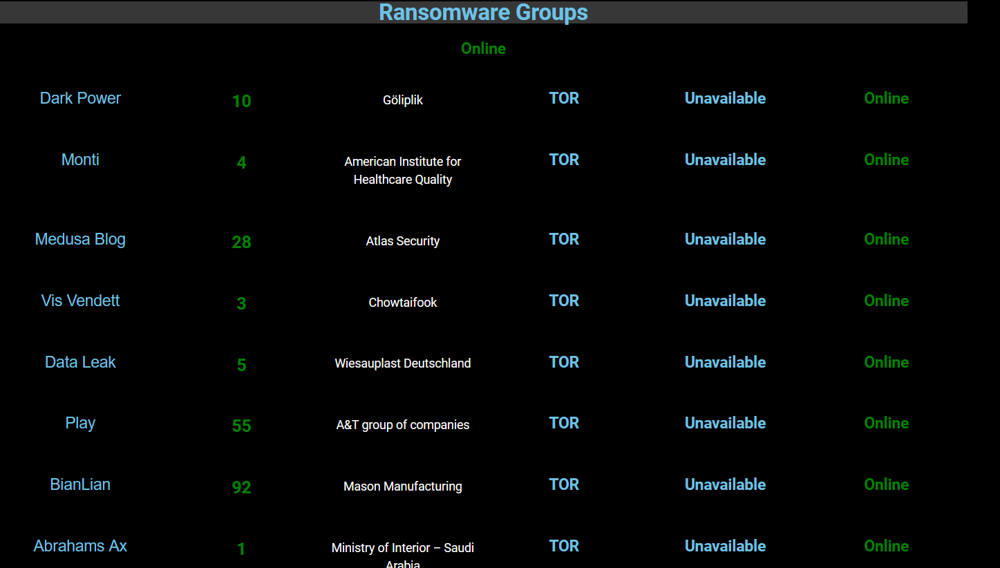 Ransomware Groups
Online
Dark Power 10 Göliplik TOR Unavailable Online
Monti 4 American Institute for TOR Unavailable Online
Healthcare Quality
Medusa Blog 28 Atlas Security TOR Unavailable Online
Vis Vendett 3 Chowtaifook TOR Unavailable Online
Data Leak 5 Wiesauplast Deutschland TOR Unavailable Online
Play 55 A&T group of companies TOR Unavailable Online
BianLian 92 Mason Manufacturing TOR Unavailable Online
Abrahams Ax 1 Ministry of Interior – Saudi TOR Unavailable Online
Arabia